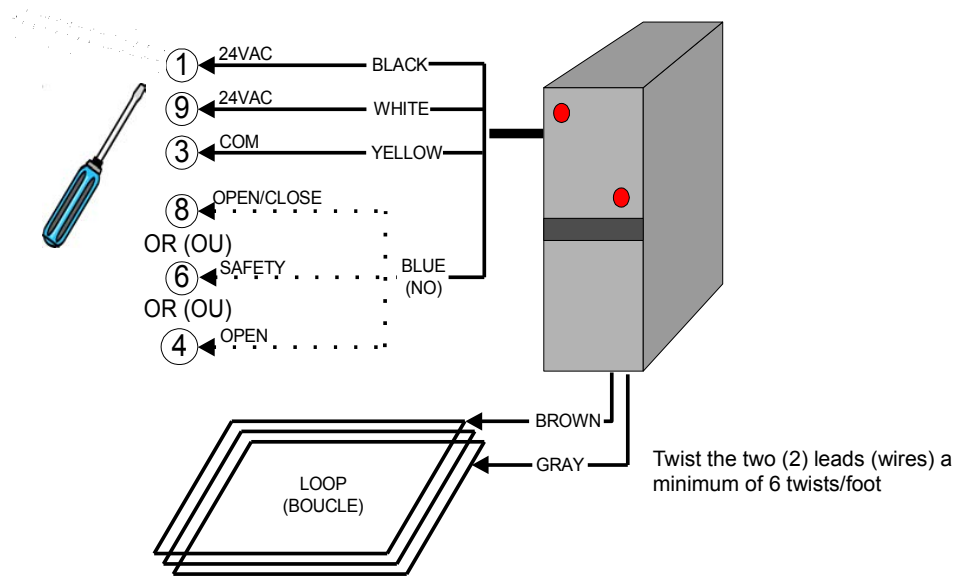 1 24VAC BLACK
9 24VAC WHITE
3 COM YELLOW
8 OPEN/CLOSE
OR (OU)
6 SAFETY BLUE
(NO)
OR (OU)
4 OPEN
BROWN
GRAY
LOOP
(BOUCLE)
Twist the two (2) leads (wires) a
minimum of 6 twists/foot